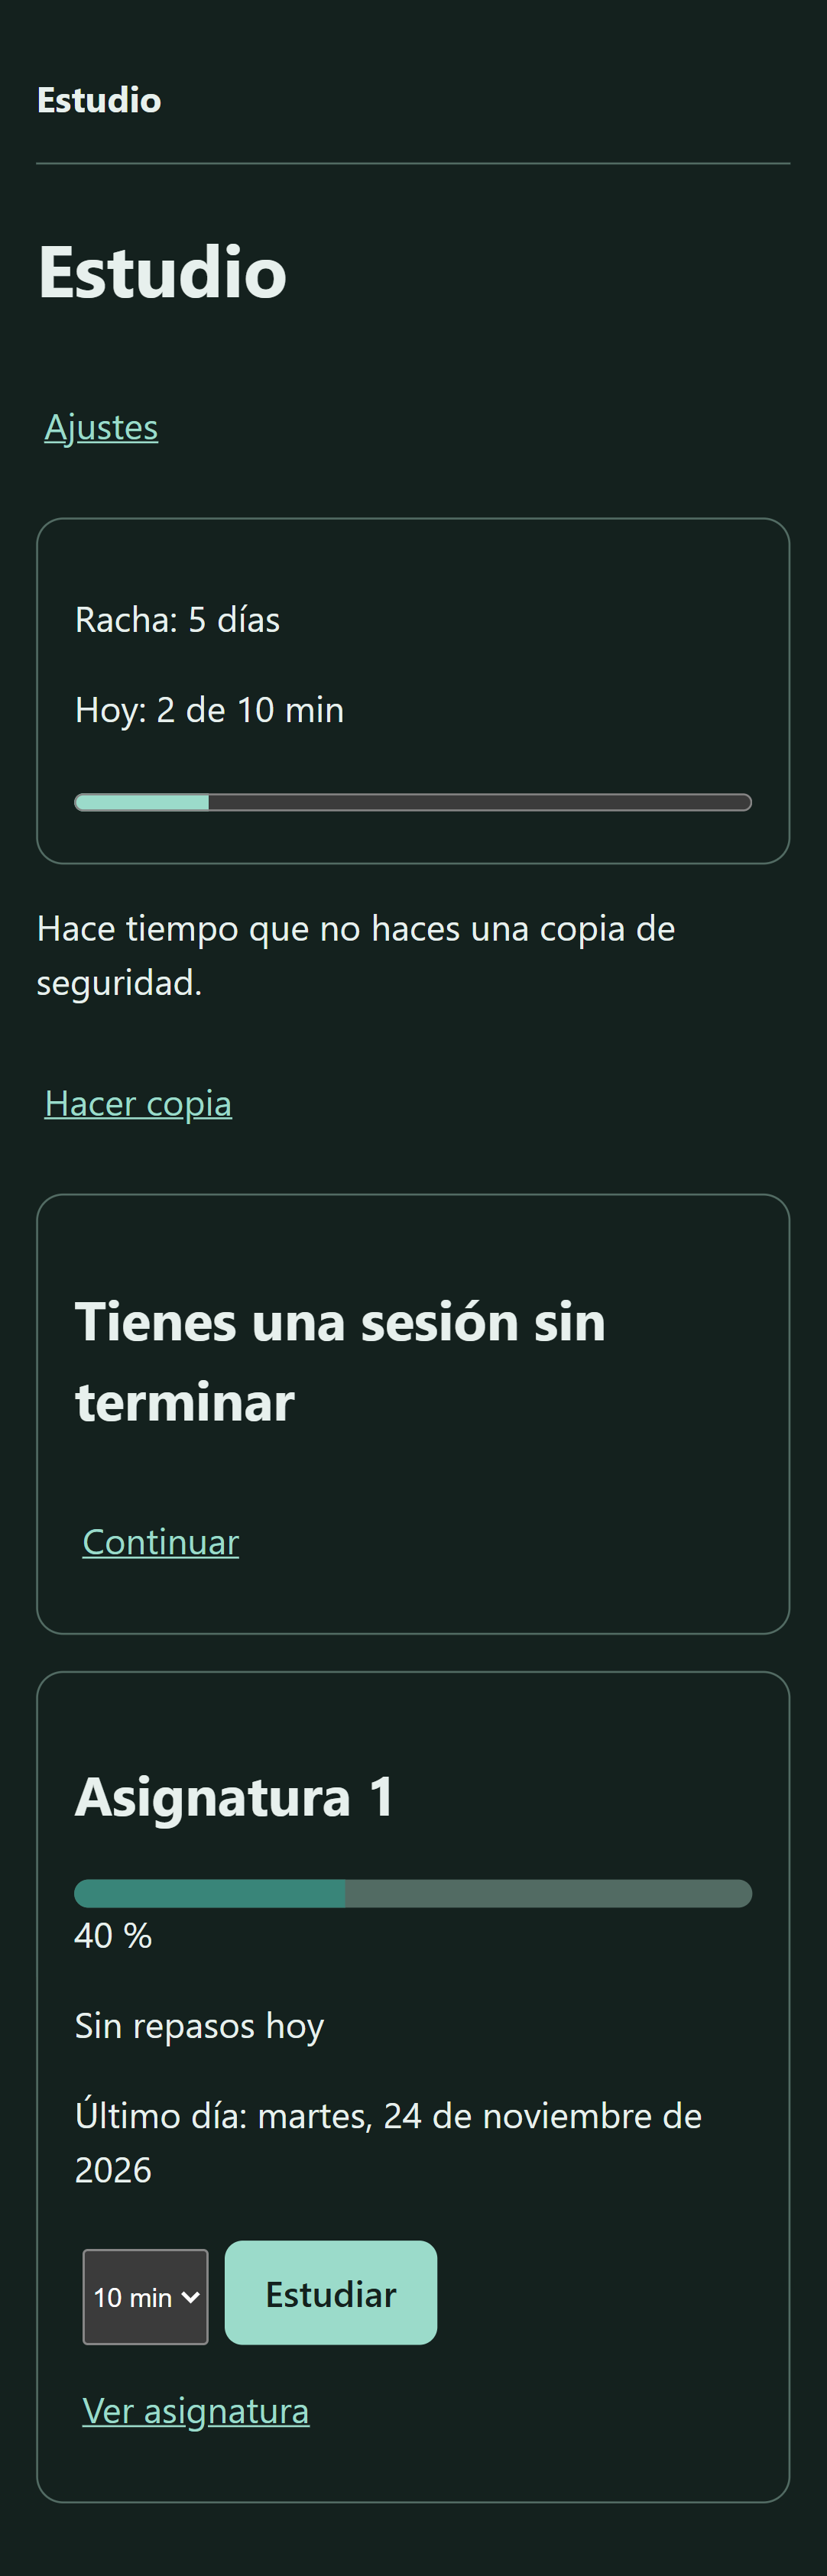 Estudio
Estudio
Ajustes
Racha: 5 días
Hoy: 2 de 10 min
Hace tiempo que no haces una copia de
seguridad.
Hacer copia
Tienes una sesión sin
terminar
Continuar
Asignatura 1
40 %
Sin repasos hoy
Último día: martes, 24 de noviembre de
2026
10 min Estudiar
Ver asignatura